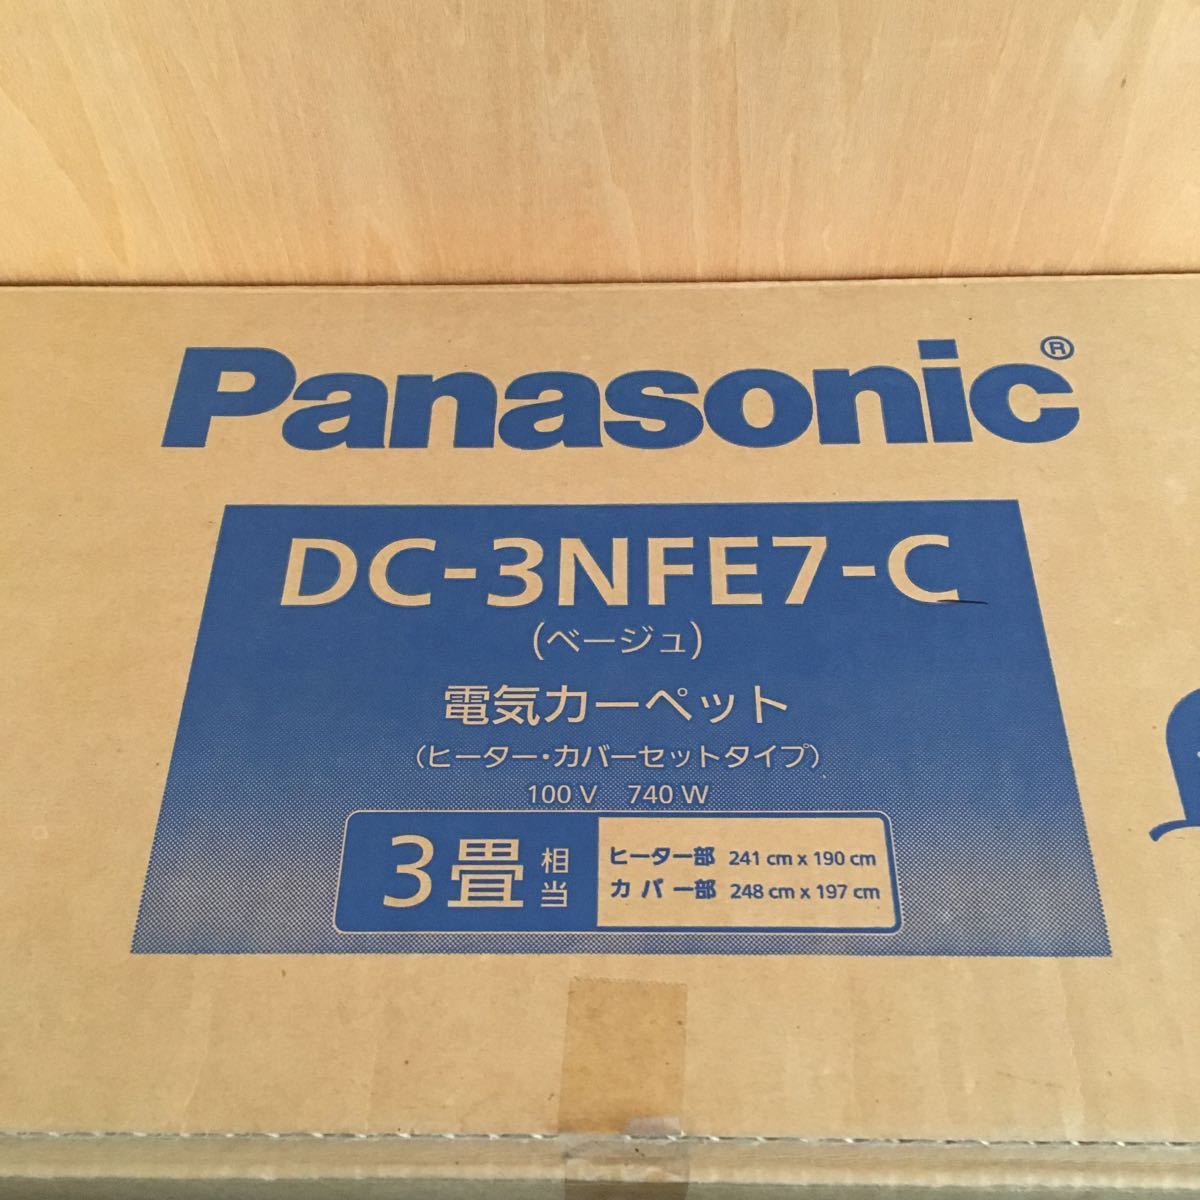 Panasonic®
DC-3NFE7-C
(ベージュ)
電気カーペット
(ヒーター・カバーセットタイプ)
100 V 740 W
3畳相当
ヒーター部 241 cm x 190 cm
カバー部 248 cm x 197 cm